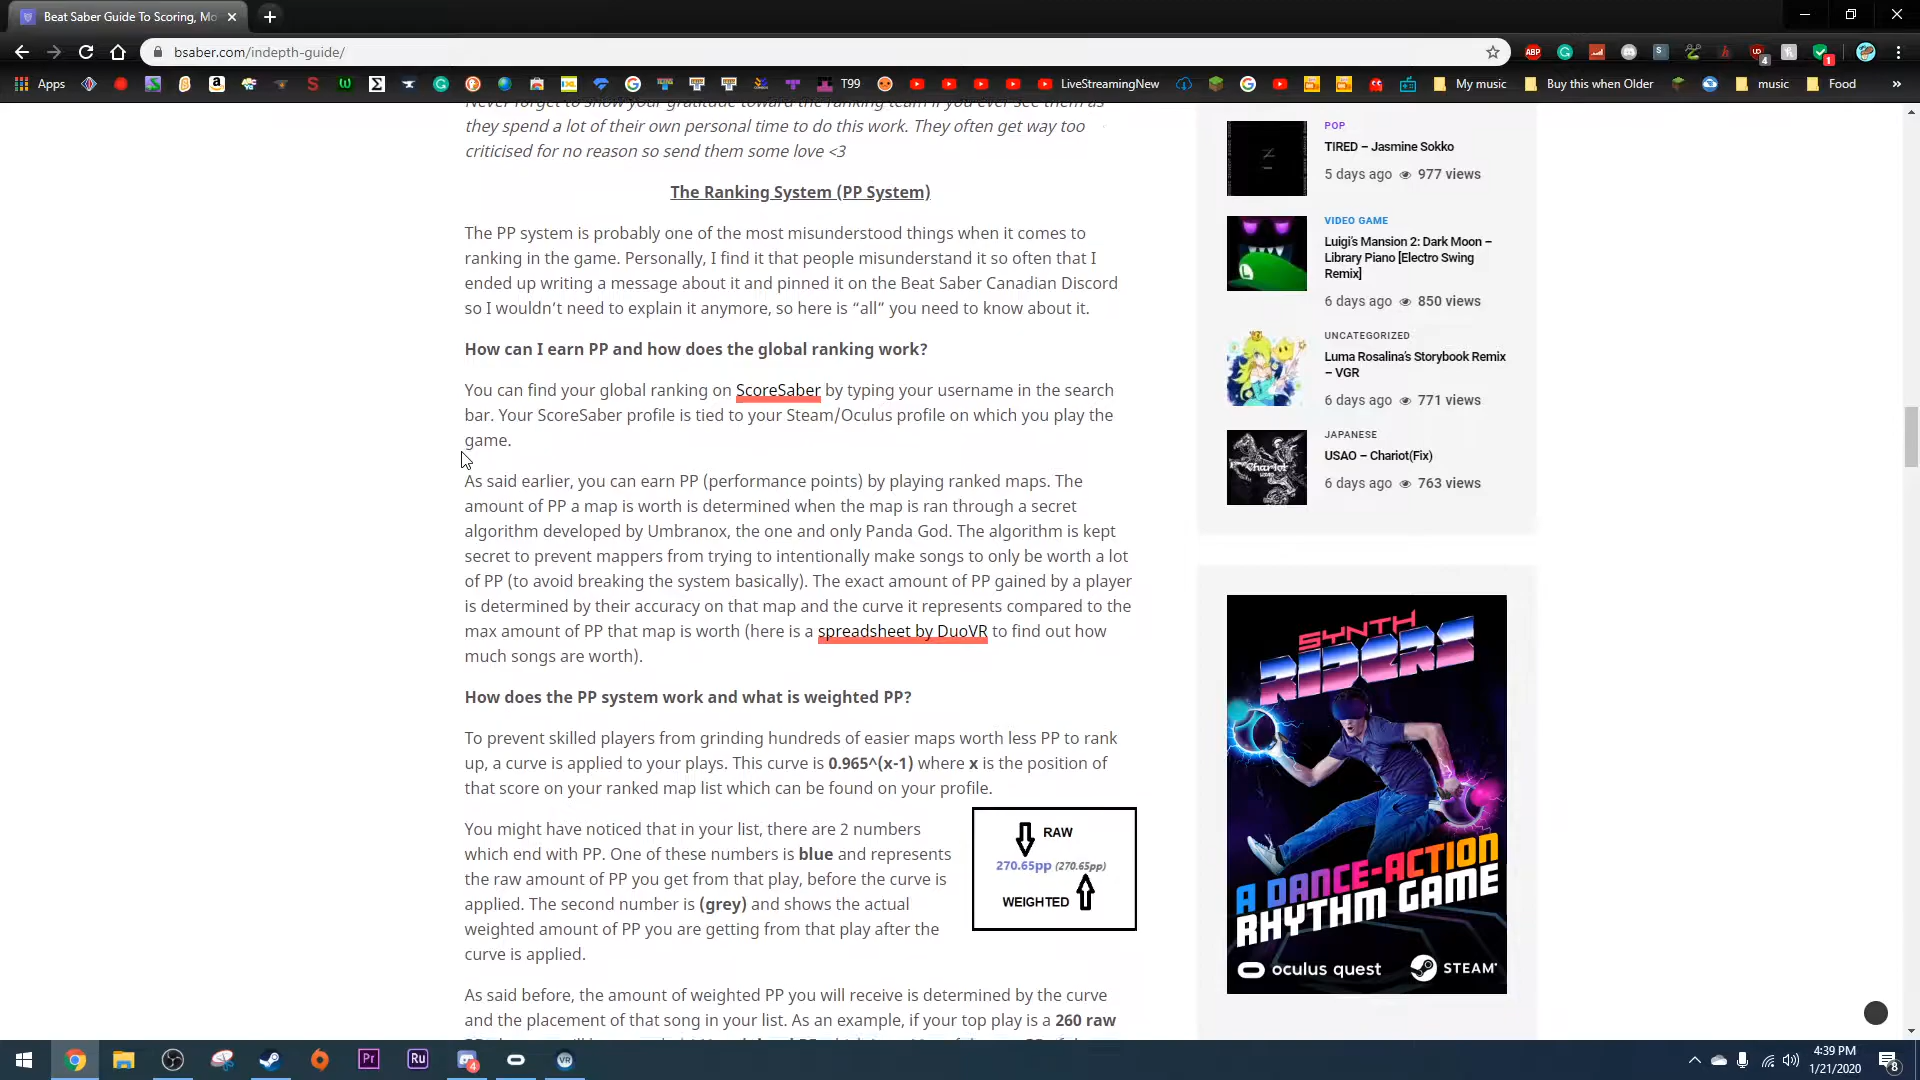 Beat Saber Guide To Scoring, Mo
bsaber.com/indepth-guide/
Apps
T99
LiveStreamingNew
My music
Buy this when Older
music
Food
»
Never forget to show your gratitude toward the ranking team if you ever see them as
they spend a lot of their own personal time to do this work. They often get way too
criticised for no reason so send them some love <3
The Ranking System (PP System)
The PP system is probably one of the most misunderstood things when it comes to
ranking in the game. Personally, I find it that people misunderstand it so often that I
ended up writing a message about it and pinned it on the Beat Saber Canadian Discord
so I wouldn’t need to explain it anymore, so here is “all” you need to know about it.
How can I earn PP and how does the global ranking work?
You can find your global ranking on ScoreSaber by typing your username in the search
bar. Your ScoreSaber profile is tied to your Steam/Oculus profile on which you play the
game.
As said earlier, you can earn PP (performance points) by playing ranked maps. The
amount of PP a map is worth is determined when the map is ran through a secret
algorithm developed by Umbranox, the one and only Panda God. The algorithm is kept
secret to prevent mappers from trying to intentionally make songs to only be worth a lot
of PP (to avoid breaking the system basically). The exact amount of PP gained by a player
is determined by their accuracy on that map and the curve it represents compared to the
max amount of PP that map is worth (here is a spreadsheet by DuoVR to find out how
much songs are worth).
How does the PP system work and what is weighted PP?
To prevent skilled players from grinding hundreds of easier maps worth less PP to rank
up, a curve is applied to your plays. This curve is 0.965^(x-1) where x is the position of
that score on your ranked map list which can be found on your profile.
You might have noticed that in your list, there are 2 numbers
which end with PP. One of these numbers is blue and represents
the raw amount of PP you get from that play, before the curve is
applied. The second number is (grey) and shows the actual
weighted amount of PP you are getting from that play after the
curve is applied.
RAW
270.65pp (270.65pp)
WEIGHTED
As said before, the amount of weighted PP you will receive is determined by the curve
and the placement of that song in your list. As an example, if your top play is a 260 raw
POP
TIRED – Jasmine Sokko
5 days ago 977 views
VIDEO GAME
Luigi’s Mansion 2: Dark Moon –
Library Piano [Electro Swing
Remix]
6 days ago 850 views
UNCATEGORIZED
Luma Rosalina’s Storybook Remix
– VGR
6 days ago 771 views
Chariot
JAPANESE
USAO – Chariot(Fix)
6 days ago 763 views
SYNTH
RIDERS
A DANCE-ACTION
RHYTHM GAME
oculus quest
STEAM
4:39 PM
1/21/2020